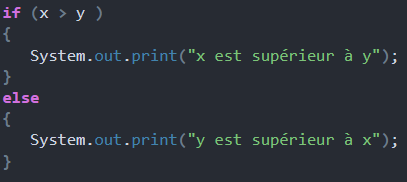 if (x > y )
{
System.out.print("x est supérieur à y");
}
else
{
System.out.print("y est supérieur à x");
}